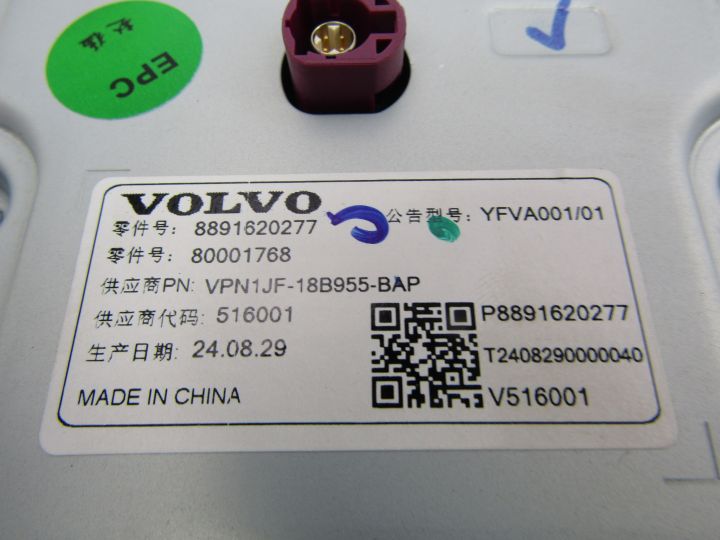 EPC
VOLVO
零件号: 8891620277
公告型号: YFVA001/01
零件号: 80001768
供应商PN: VPN1JF-18B955-BAP
供应商代码: 516001
P8891620277
生产日期: 24.08.29
T2408290000040
MADE IN CHINA
V516001